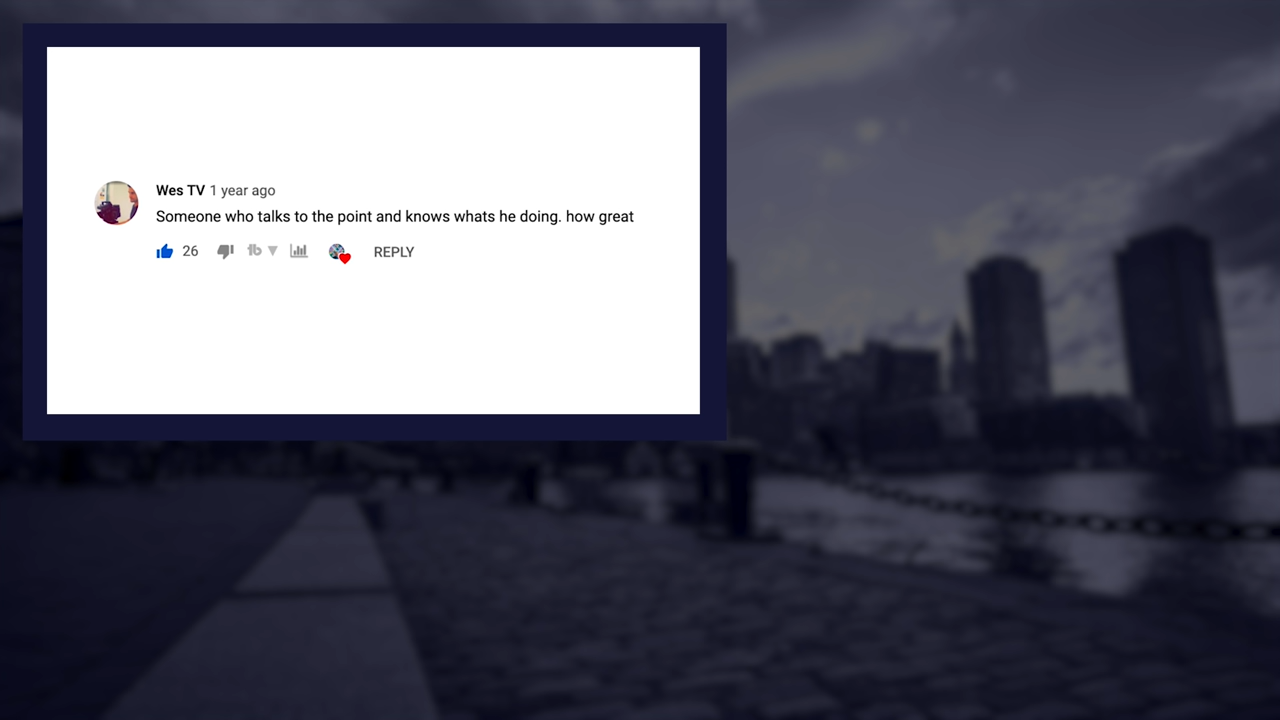 Wes TV 1 year ago
Someone who talks to the point and knows whats he doing. how great
26 REPLY